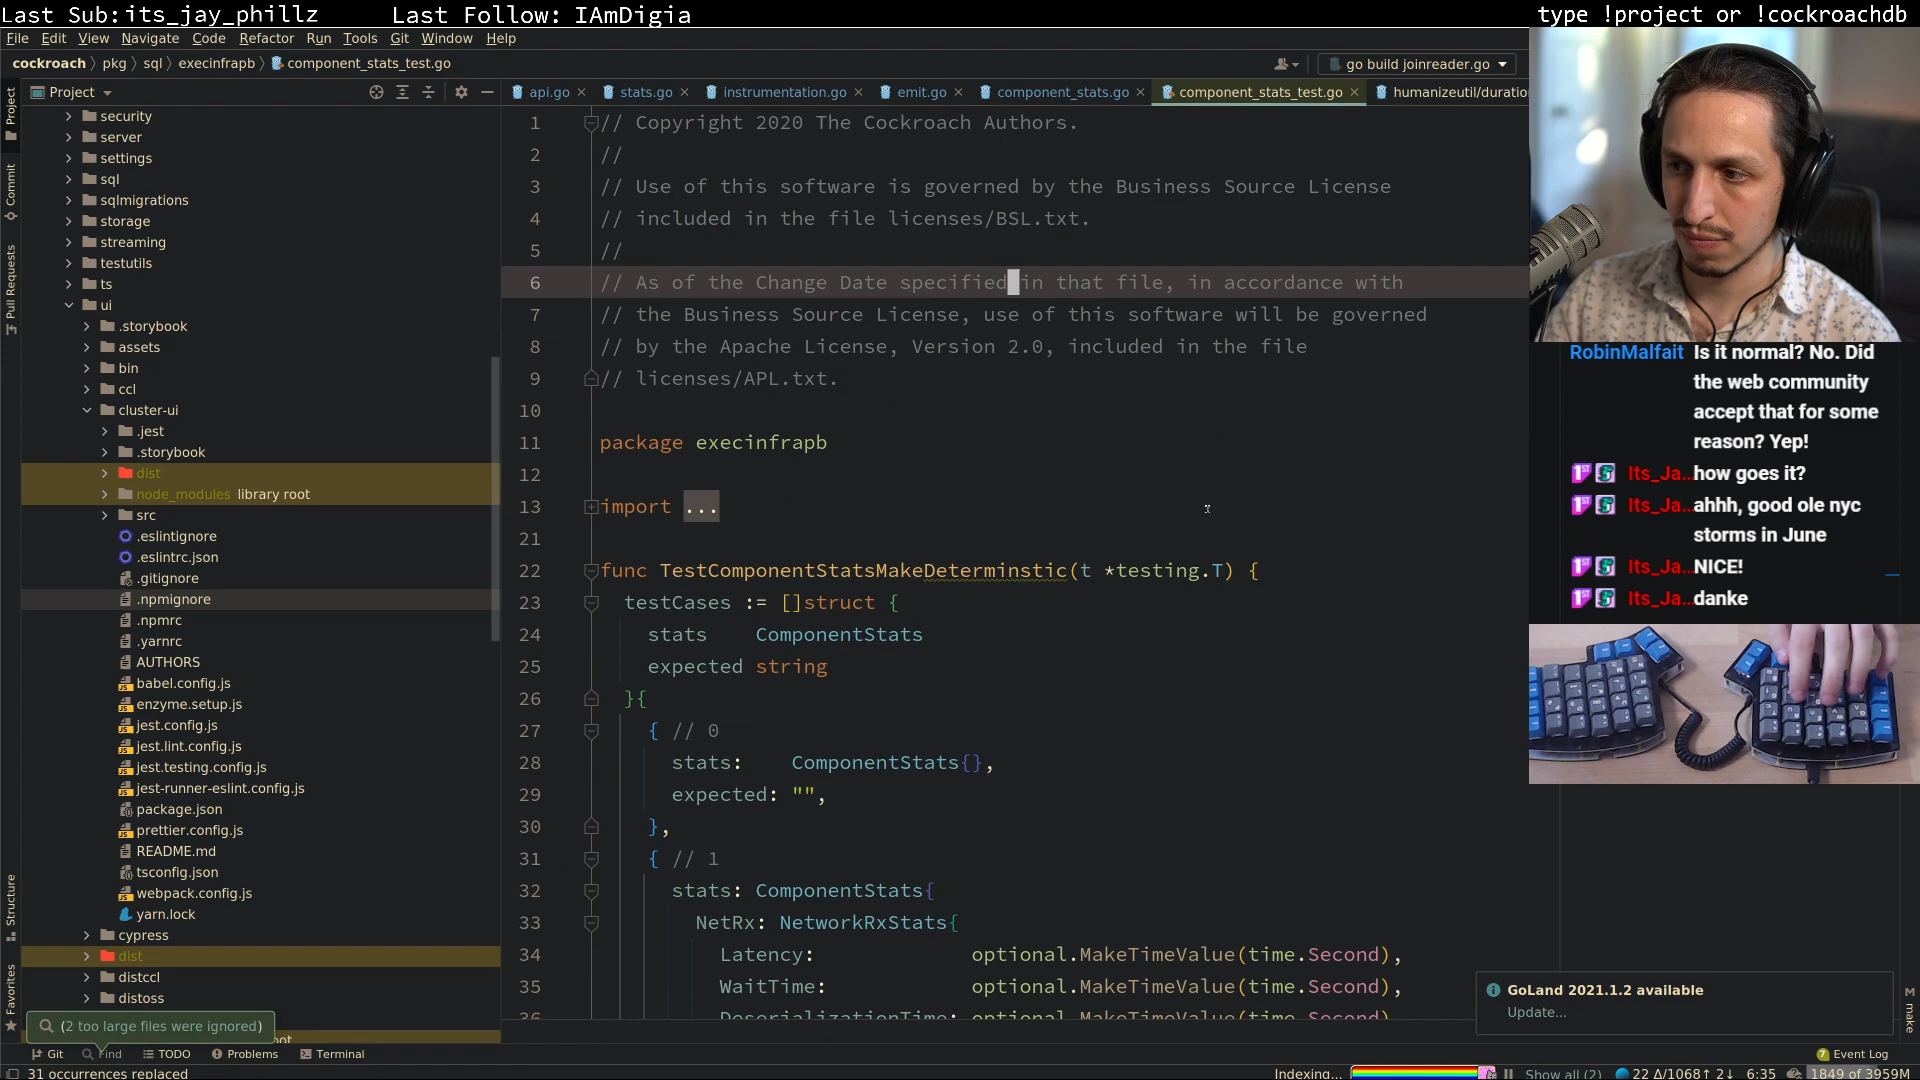 Last Sub:its_jay_phillz
Last Follow: IAmDigia
type !project or !cockroachdb
File Edit View Navigate Code Refactor Run Tools Git Window Help
cockroach pkg sql execinfrapb component_stats_test.go
go build joinreader.go
Project
api.go stats.go instrumentation.go emit.go component_stats.go component_stats_test.go humanizeutil/duratio
Project
Commit
Pull Requests
Structure
Favorites
security
server
settings
sql
sqlmigrations
storage
streaming
testutils
ts
ui
.storybook
assets
bin
ccl
cluster-ui
.jest
.storybook
dist
node_modules library root
src
.eslintignore
.eslintrc.json
.gitignore
.npmignore
.npmrc
.yarnrc
AUTHORS
babel.config.js
enzyme.setup.js
jest.config.js
jest.lint.config.js
jest.testing.config.js
jest-runner-eslint.config.js
package.json
prettier.config.js
README.md
tsconfig.json
webpack.config.js
yarn.lock
cypress
dist
distccl
distoss
(2 too large files were ignored)
1 // Copyright 2020 The Cockroach Authors.
2 //
3 // Use of this software is governed by the Business Source License
4 // included in the file licenses/BSL.txt.
5 //
6 // As of the Change Date specified in that file, in accordance with
7 // the Business Source License, use of this software will be governed
8 // by the Apache License, Version 2.0, included in the file
9 // licenses/APL.txt.
10
11 package execinfrapb
12
13 import ...
21
22 func TestComponentStatsMakeDeterminstic(t *testing.T) {
23 testCases := []struct {
24 stats ComponentStats
25 expected string
26 }{
27 { // 0
28 stats: ComponentStats{},
29 expected: "",
30 },
31 { // 1
32 stats: ComponentStats{
33 NetRx: NetworkRxStats{
34 Latency: optional.MakeTimeValue(time.Second),
35 WaitTime: optional.MakeTimeValue(time.Second),
36 DeserializationTime: optional.MakeTimeValue(time.Second),
RobinMalfait Is it normal? No. Did
the web community
accept that for some
reason? Yep!
Its_Ja... how goes it?
Its_Ja... ahhh, good ole nyc
storms in June
Its_Ja... NICE!
Its_Ja... danke
GoLand 2021.1.2 available
Update...
make
Git Find TODO Problems Terminal
7 Event Log
31 occurrences replaced
Indexing... Show all (2) 22 Δ/1068↑ 2↓ 6:35 1849 of 3959M